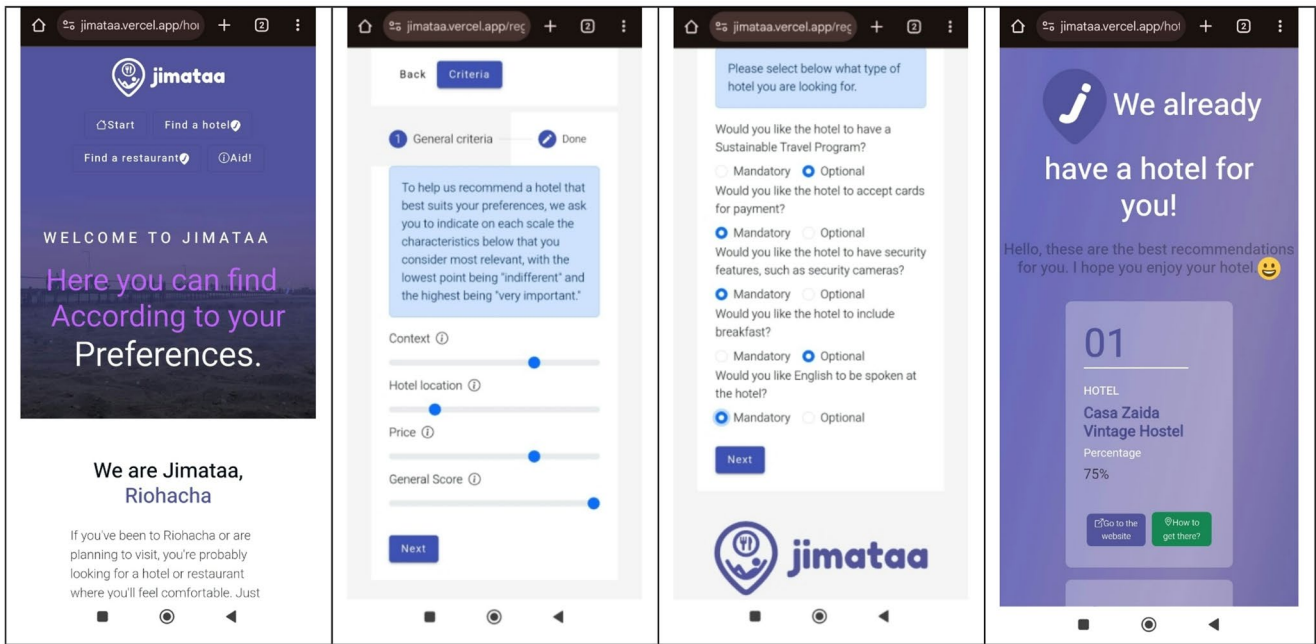 jimataa.vercel.app/hoi
2
jimataa
Start
Find a hotel
Find a restaurant
Aid!
WELCOME TO JIMATAA
Here you can find
According to your
Preferences.
We are Jimataa,
Riohacha
If you've been to Riohacha or are
planning to visit, you're probably
looking for a hotel or restaurant
where you'll feel comfortable. Just
jimataa.vercel.app/reg
2
Back
Criteria
1 General criteria
Done
To help us recommend a hotel that
best suits your preferences, we ask
you to indicate on each scale the
characteristics below that you
consider most relevant, with the
lowest point being "indifferent" and
the highest being "very important."
Context
Hotel location
Price
General Score
Next
jimataa.vercel.app/reg
2
Please select below what type of
hotel you are looking for.
Would you like the hotel to have a
Sustainable Travel Program?
Mandatory Optional
Would you like the hotel to accept cards
for payment?
Mandatory Optional
Would you like the hotel to have security
features, such as security cameras?
Mandatory Optional
Would you like the hotel to include
breakfast?
Mandatory Optional
Would you like English to be spoken at
the hotel?
Mandatory Optional
Next
jimataa
jimataa.vercel.app/hot
2
j We already
have a hotel for
you!
Hello, these are the best recommendations
for you. I hope you enjoy your hotel.
01
HOTEL
Casa Zaida
Vintage Hostel
Percentage
75%
Go to the
website
How to
get there?